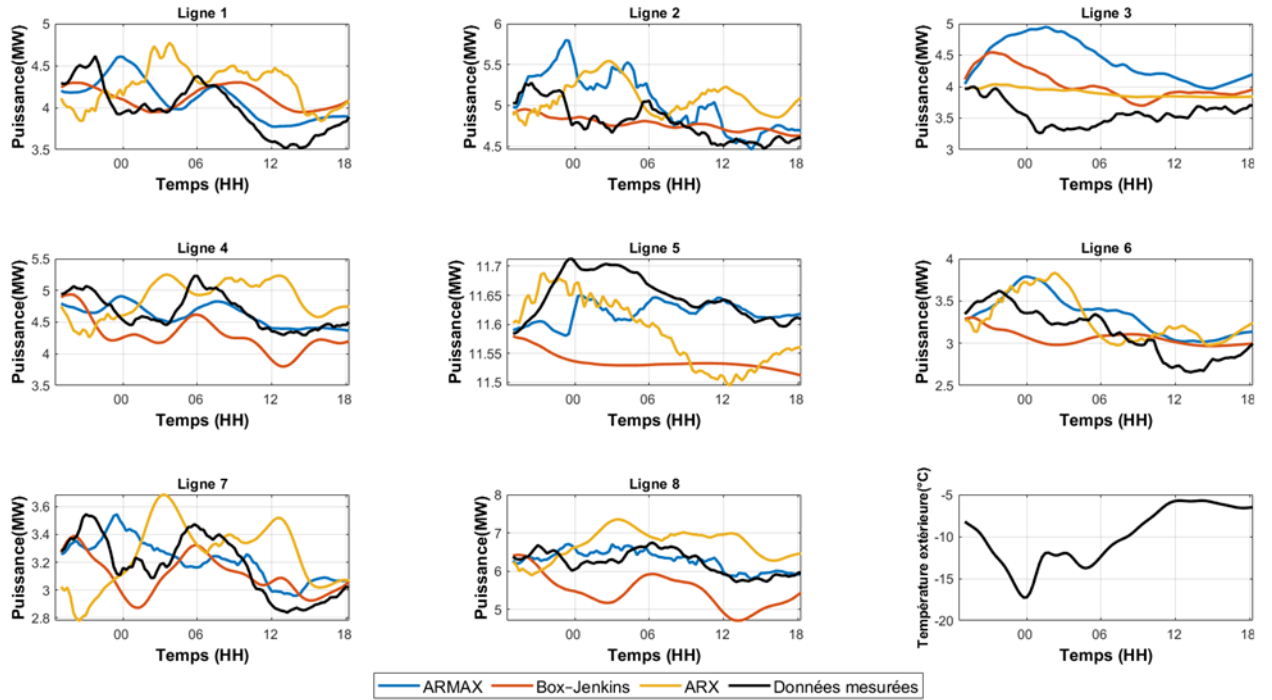 Ligne 1
Puissance(MW)
5
4.5
4
3.5
00
06
12
18
Temps (HH)
Ligne 2
Puissance(MW)
6
5.5
5
4.5
00
06
12
18
Temps (HH)
Ligne 3
Puissance(MW)
5
4.5
4
3.5
3
00
06
12
18
Temps (HH)
Ligne 4
Puissance(MW)
5.5
5
4.5
4
3.5
00
06
12
18
Temps (HH)
Ligne 5
Puissance(MW)
11.7
11.65
11.6
11.55
11.5
00
06
12
18
Temps (HH)
Ligne 6
Puissance(MW)
4
3.5
3
2.5
00
06
12
18
Temps (HH)
Ligne 7
Puissance(MW)
3.6
3.4
3.2
3
2.8
00
06
12
18
Temps (HH)
Ligne 8
Puissance(MW)
8
7
6
5
00
06
12
18
Temps (HH)
Température extérieure(°C)
-5
-10
-15
-20
00
06
12
18
Temps (HH)
ARMAX
Box-Jenkins
ARX
Données mesurées